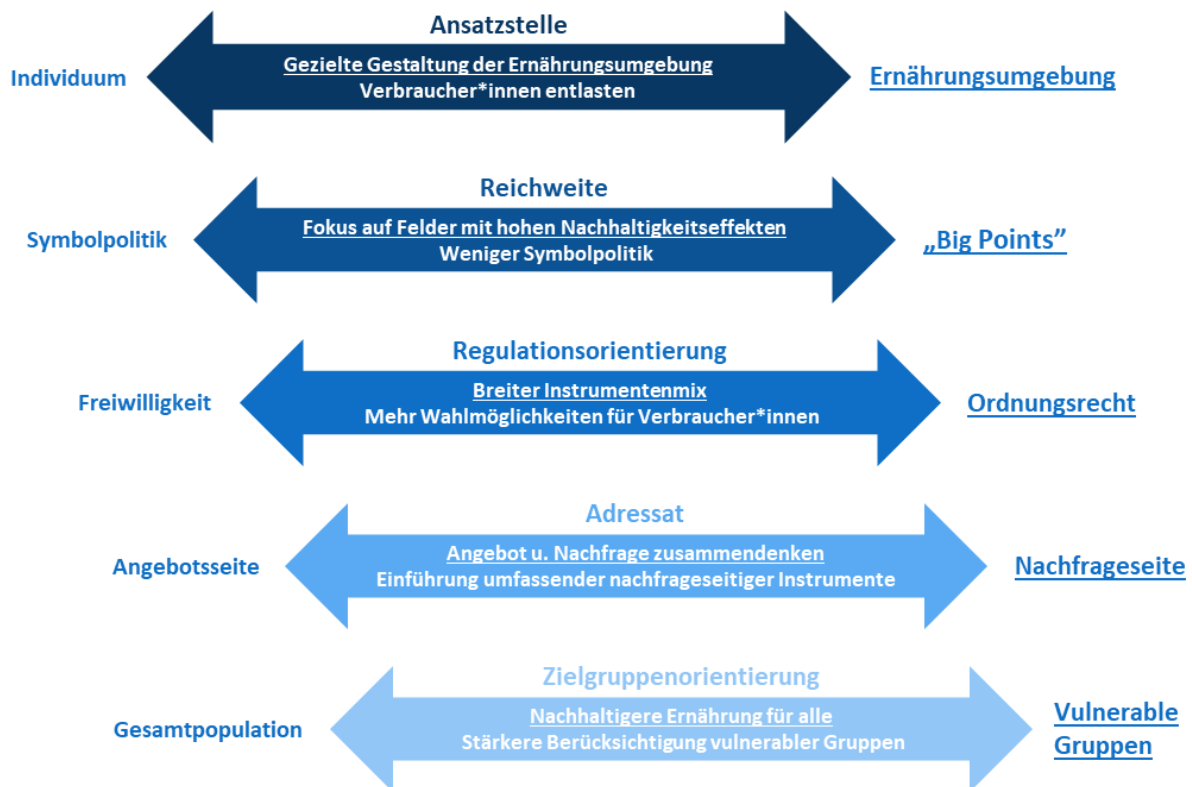 Ansatzstelle
Individuum
Gezielte Gestaltung der Ernährungsumgebung
Verbraucher*innen entlasten
Ernährungsumgebung
Reichweite
Symbolpolitik
Fokus auf Felder mit hohen Nachhaltigkeitseffekten
Weniger Symbolpolitik
„Big Points”
Regulationsorientierung
Freiwilligkeit
Breiter Instrumentenmix
Mehr Wahlmöglichkeiten für Verbraucher*innen
Ordnungsrecht
Adressat
Angebotsseite
Angebot u. Nachfrage zusammendenken
Einführung umfassender nachfrageseitiger Instrumente
Nachfrageseite
Zielgruppenorientierung
Gesamtpopulation
Nachhaltigere Ernährung für alle
Stärkere Berücksichtigung vulnerabler Gruppen
Vulnerable
Gruppen